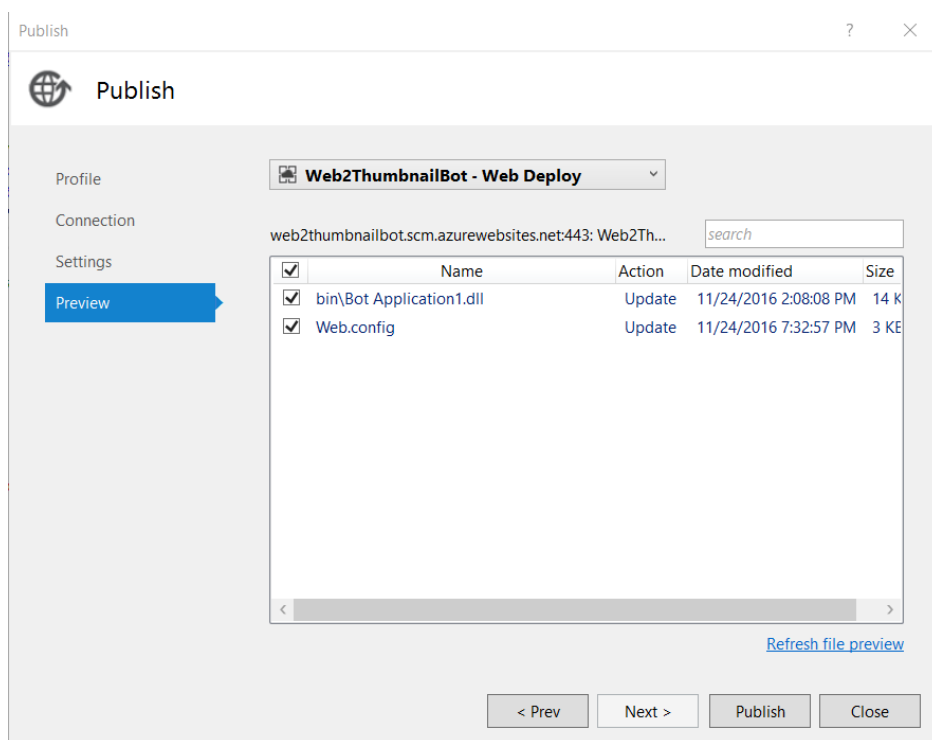 Publish
?
Publish
Profile
Connection
Settings
Preview
Web2ThumbnailBot - Web Deploy
web2thumbnailbot.scm.azurewebsites.net:443: Web2Th...
search
Name Action Date modified Size
bin\Bot Application1.dll Update 11/24/2016 2:08:08 PM 14 K
Web.config Update 11/24/2016 7:32:57 PM 3 KB
Refresh file preview
< Prev Next > Publish Close